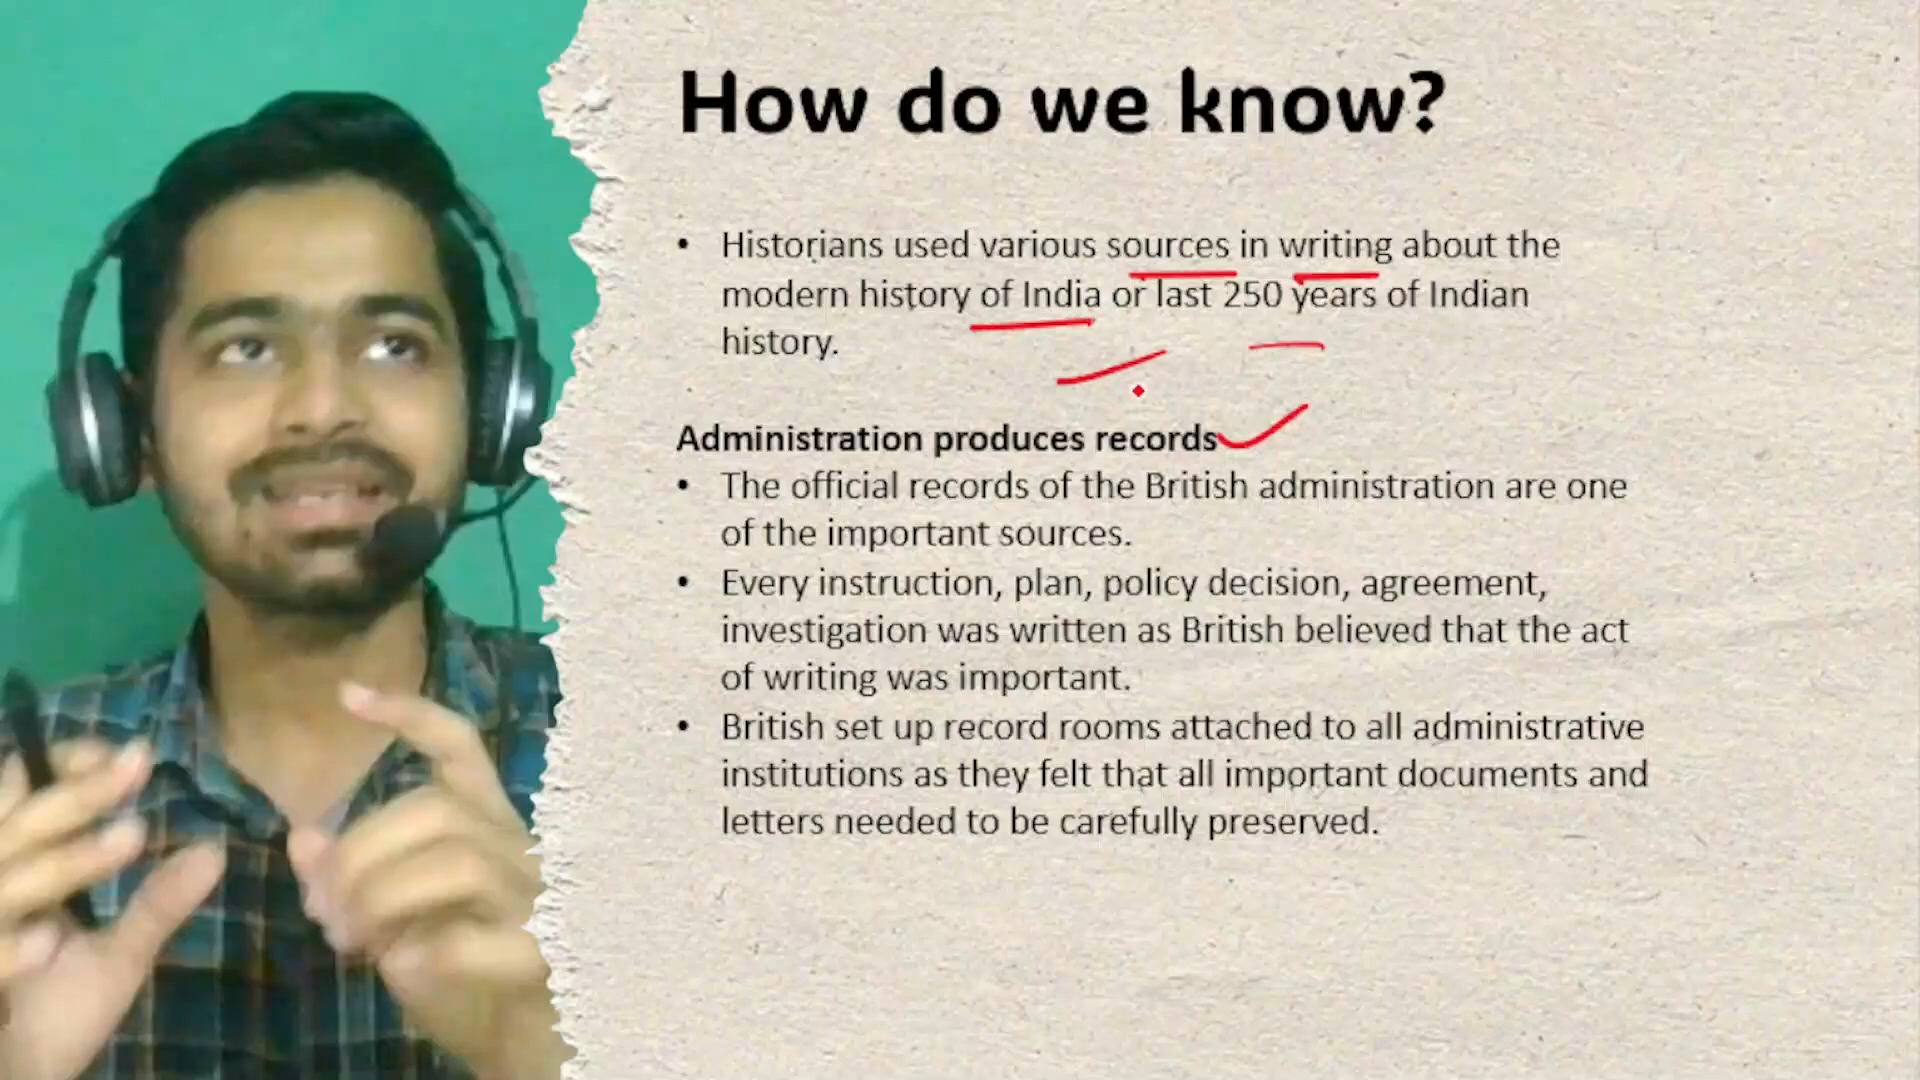 How do we know?
• Historians used various sources in writing about the
modern history of India or last 250 years of Indian
history.
Administration produces records
• The official records of the British administration are one
of the important sources.
• Every instruction, plan, policy decision, agreement,
investigation was written as British believed that the act
of writing was important.
• British set up record rooms attached to all administrative
institutions as they felt that all important documents and
letters needed to be carefully preserved.